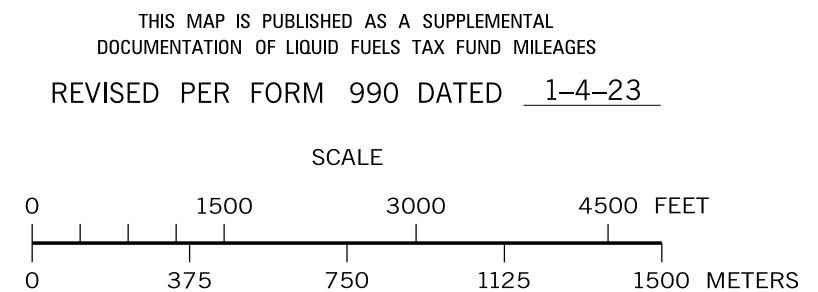 THIS MAP IS PUBLISHED AS A SUPPLEMENTAL
DOCUMENTATION OF LIQUID FUELS TAX FUND MILEAGES
REVISED PER FORM 990 DATED 1-4-23
SCALE
0 1500 3000 4500 FEET
0 375 750 1125 1500 METERS